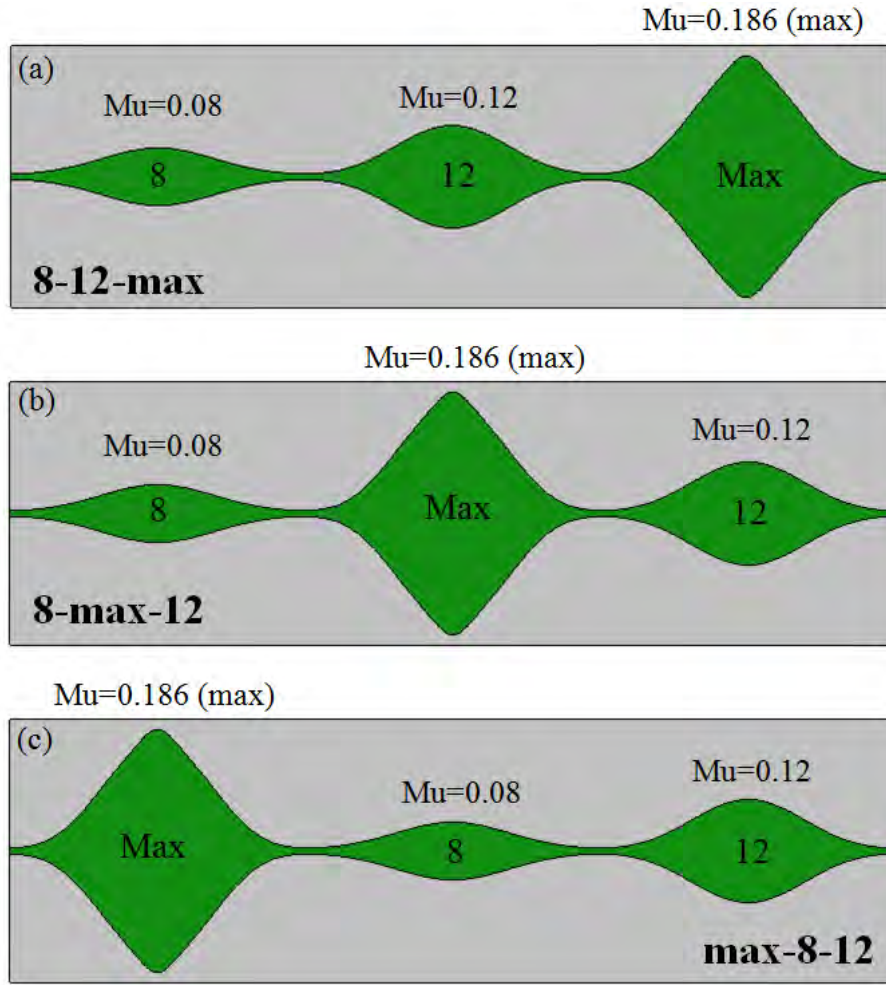 Mu=0.186 (max)
(a)
Mu=0.08
Mu=0.12
8
12
Max
8-12-max
Mu=0.186 (max)
(b)
Mu=0.08
Mu=0.12
8
Max
12
8-max-12
Mu=0.186 (max)
(c)
Mu=0.08
Mu=0.12
Max
8
12
max-8-12